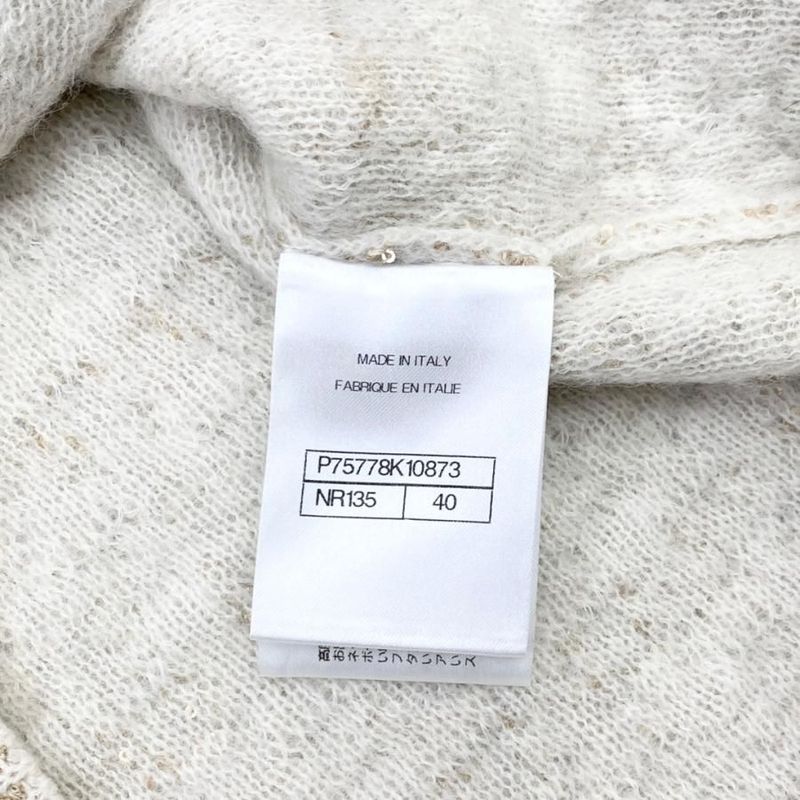 MADE IN ITALY
FABRIQUE EN ITALIE
P75778K10873
NR135 40